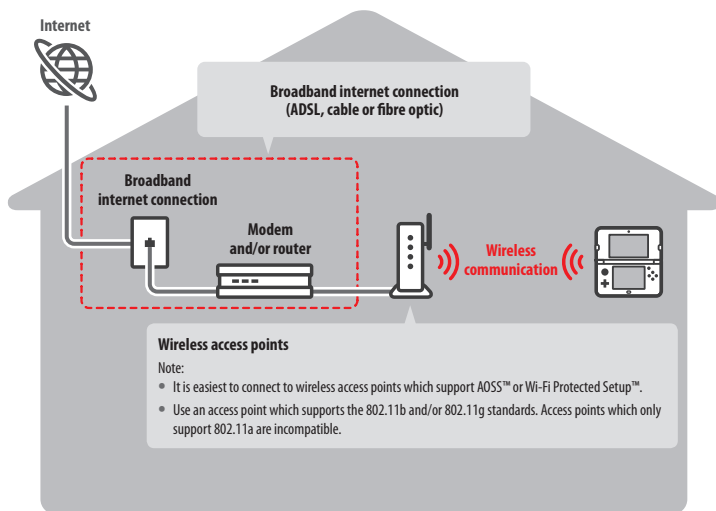 Internet
Broadband internet connection
(ADSL, cable or fibre optic)
Broadband
internet connection
Modem
and/or router
Wireless
communication
Wireless access points
Note:
• It is easiest to connect to wireless access points which support AOSS™ or Wi-Fi Protected Setup™.
• Use an access point which supports the 802.11b and/or 802.11g standards. Access points which only
support 802.11a are incompatible.